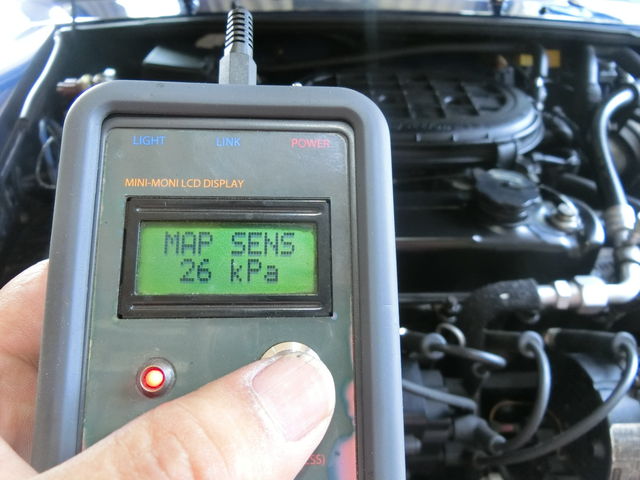 LIGHT LINK POWER
MINI-MONI LCD DISPLAY
MAP SENS
26 kPa